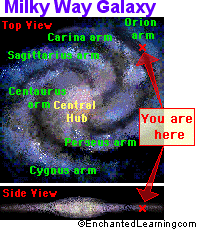 Milky Way Galaxy
Top View
Orion
arm
Carina arm
Sagittarius arm
Centaurus
arm
Central
Hub
You are
here
Perseus arm
Cygnus arm
Side View
©EnchantedLearning.com